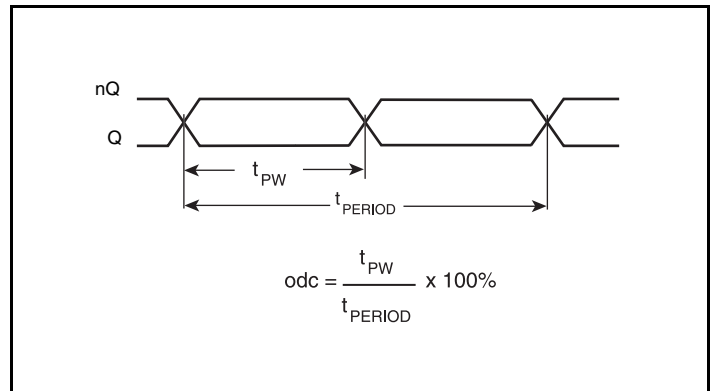 nQ
Q
tPW
tPERIOD
odc = tPW / tPERIOD x 100%